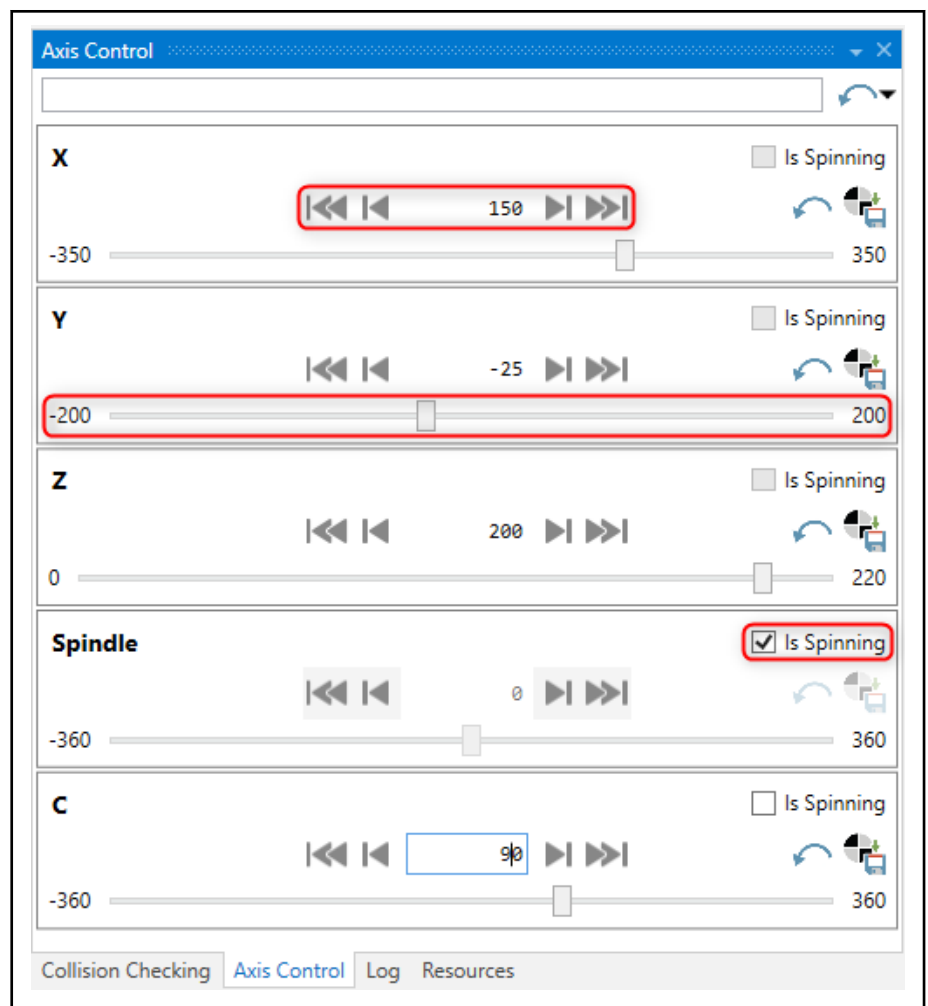 Axis Control
X Is Spinning
150
-350 350
Y Is Spinning
-25
-200 200
Z Is Spinning
200
0 220
Spindle Is Spinning
0
-360 360
C Is Spinning
90
-360 360
Collision Checking Axis Control Log Resources